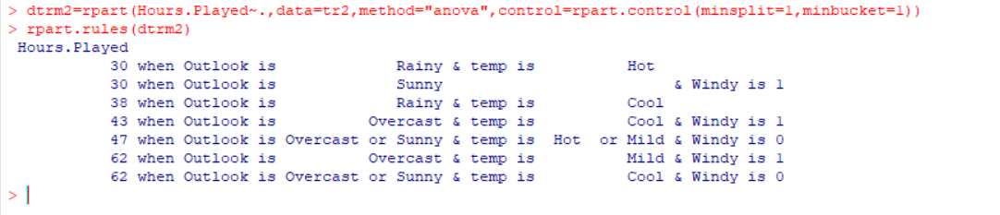 > dtrm2=rpart(Hours.Played~.,data=tr2,method="anova",control=rpart.control(minsplit=1,minbucket=1))
> rpart.rules(dtrm2)
Hours.Played
30 when Outlook is Rainy & temp is Hot
30 when Outlook is Sunny & Windy is 1
38 when Outlook is Rainy & temp is Cool
43 when Outlook is Overcast & temp is Cool & Windy is 1
47 when Outlook is Overcast or Sunny & temp is Hot or Mild & Windy is 0
62 when Outlook is Overcast & temp is Mild & Windy is 1
62 when Outlook is Overcast or Sunny & temp is Cool & Windy is 0
>